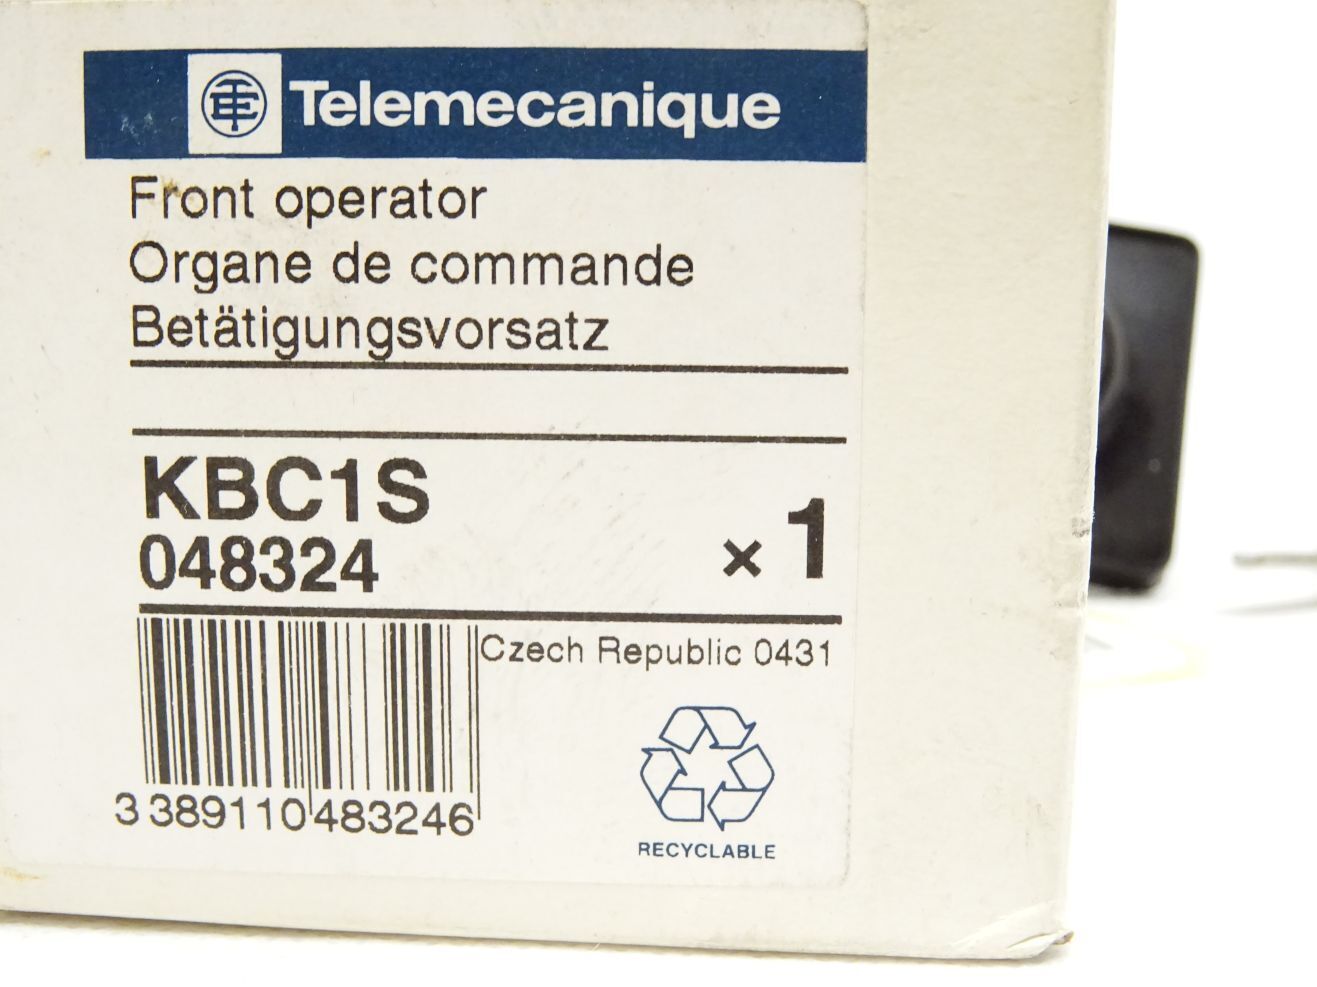 Telemecanique
Front operator
Organe de commande
Betätigungsvorsatz
KBC1S
048324
x 1
Czech Republic 0431
3 389110 483246
RECYCLABLE